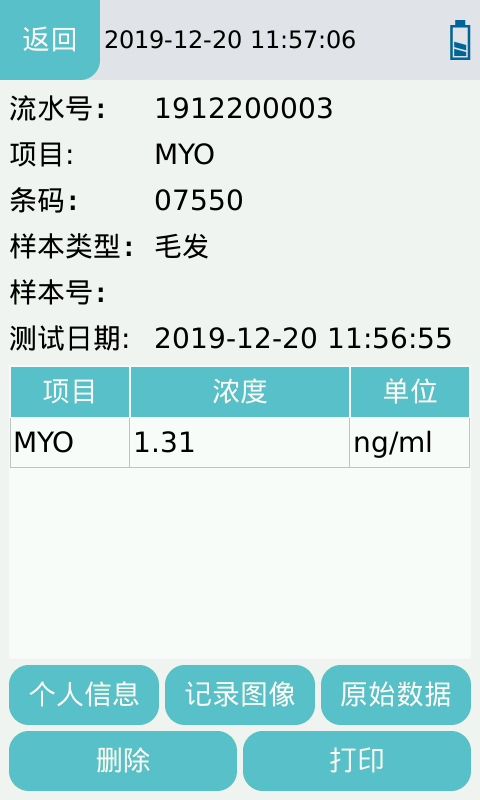 返回 2019-12-20 11:57:06
流水号: 1912200003
项目: MYO
条码: 07550
样本类型: 毛发
样本号:
测试日期: 2019-12-20 11:56:55
项目 浓度 单位
MYO 1.31 ng/ml
个人信息 记录图像 原始数据
删除 打印